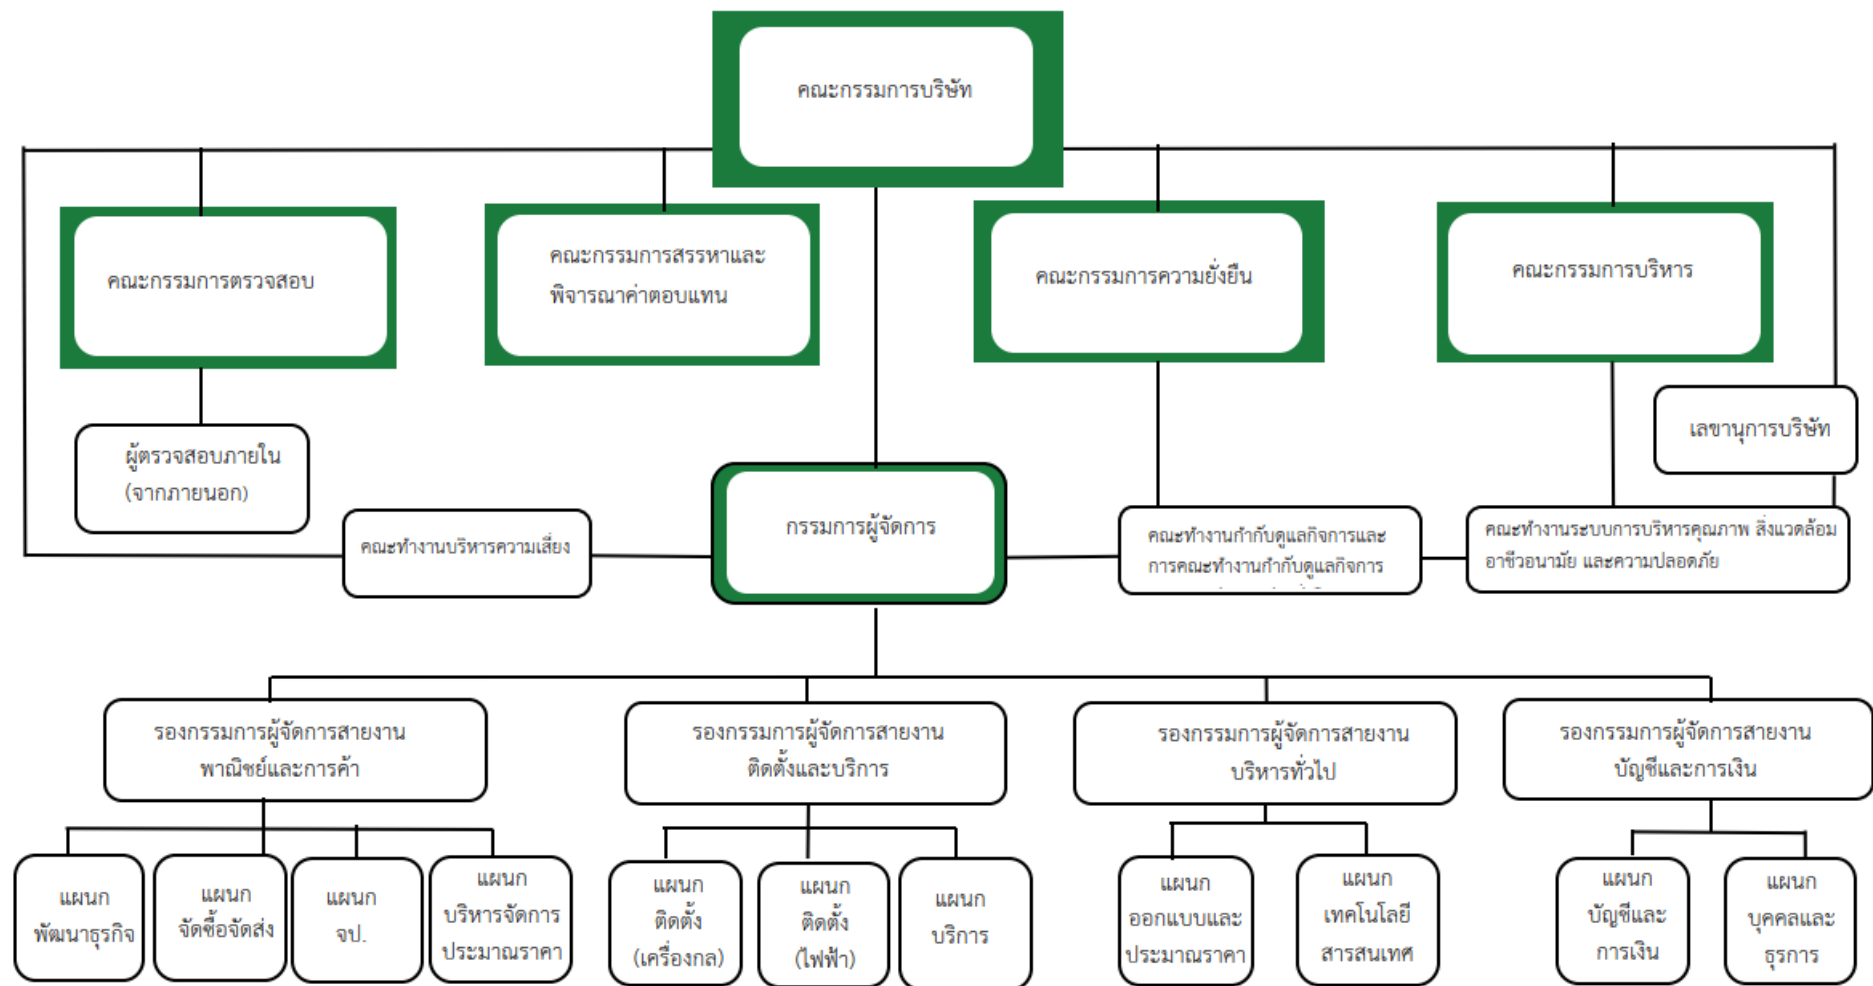 คณะกรรมการบริษัท
คณะกรรมการตรวจสอบ
คณะกรรมการสรรหาและ
พิจารณาค่าตอบแทน
คณะกรรมการความยั่งยืน
คณะกรรมการบริหาร
ผู้ตรวจสอบภายใน
(จากภายนอก)
เลขานุการบริษัท
คณะทำงานบริหารความเสี่ยง
กรรมการผู้จัดการ
คณะทำงานกำกับดูแลกิจการและ
การคณะทำงานกำกับดูแลกิจการ
คณะทำงานระบบการบริหารคุณภาพ สิ่งแวดล้อม
อาชีวอนามัย และความปลอดภัย
รองกรรมการผู้จัดการสายงาน
พาณิชย์และการค้า
รองกรรมการผู้จัดการสายงาน
ติดตั้งและบริการ
รองกรรมการผู้จัดการสายงาน
บริหารทั่วไป
รองกรรมการผู้จัดการสายงาน
บัญชีและการเงิน
แผนก
พัฒนาธุรกิจ
แผนก
จัดซื้อจัดส่ง
แผนก
จป.
แผนก
บริหารจัดการ
ประมาณราคา
แผนก
ติดตั้ง
(เครื่องกล)
แผนก
ติดตั้ง
(ไฟฟ้า)
แผนก
บริการ
แผนก
ออกแบบและ
ประมาณราคา
แผนก
เทคโนโลยี
สารสนเทศ
แผนก
บัญชีและ
การเงิน
แผนก
บุคคลและ
ธุรการ